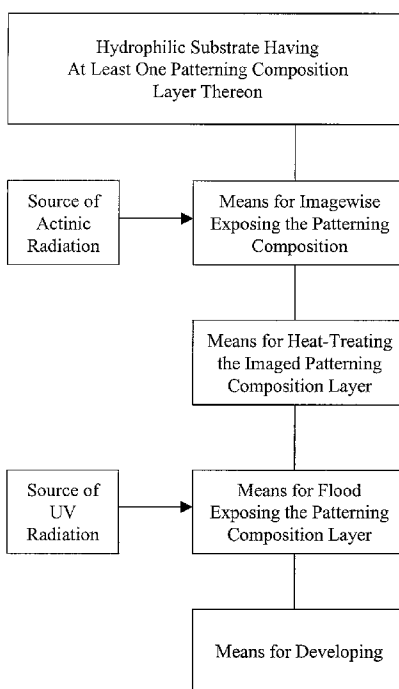 Hydrophilic Substrate Having
At Least One Patterning Composition
Layer Thereon
Source of
Actinic
Radiation
Means for Imagewise
Exposing the Patterning
Composition
Means for Heat-Treating
the Imaged Patterning
Composition Layer
Source of
UV
Radiation
Means for Flood
Exposing the Patterning
Composition Layer
Means for Developing